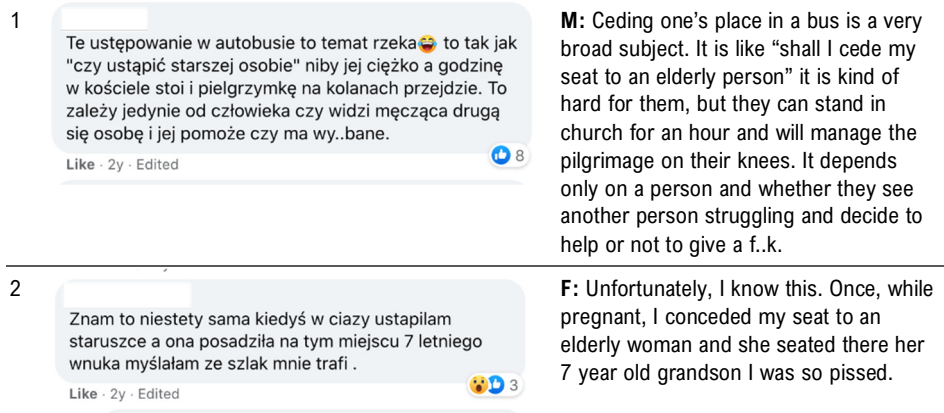 1
Te ustępowanie w autobusie to temat rzeka😂 to tak jak
"czy ustąpić starszej osobie" niby jej ciężko a godzinę
w kościele stoi i pielgrzymkę na kolanach przejdzie. To
zależy jedynie od człowieka czy widzi męcząca drugą
się osobę i jej pomoże czy ma wy..bane.
Like · 2y · Edited
8
M: Ceding one's place in a bus is a very
broad subject. It is like “shall I cede my
seat to an elderly person” it is kind of
hard for them, but they can stand in
church for an hour and will manage the
pilgrimage on their knees. It depends
only on a person and whether they see
another person struggling and decide to
help or not to give a f..k.
2
Znam to niestety sama kiedyś w ciazy ustapilam
staruszce a ona posadziła na tym miejscu 7 letniego
wnuka myślałam ze szlak mnie trafi .
Like · 2y · Edited
3
F: Unfortunately, I know this. Once, while
pregnant, I conceded my seat to an
elderly woman and she seated there her
7 year old grandson I was so pissed.